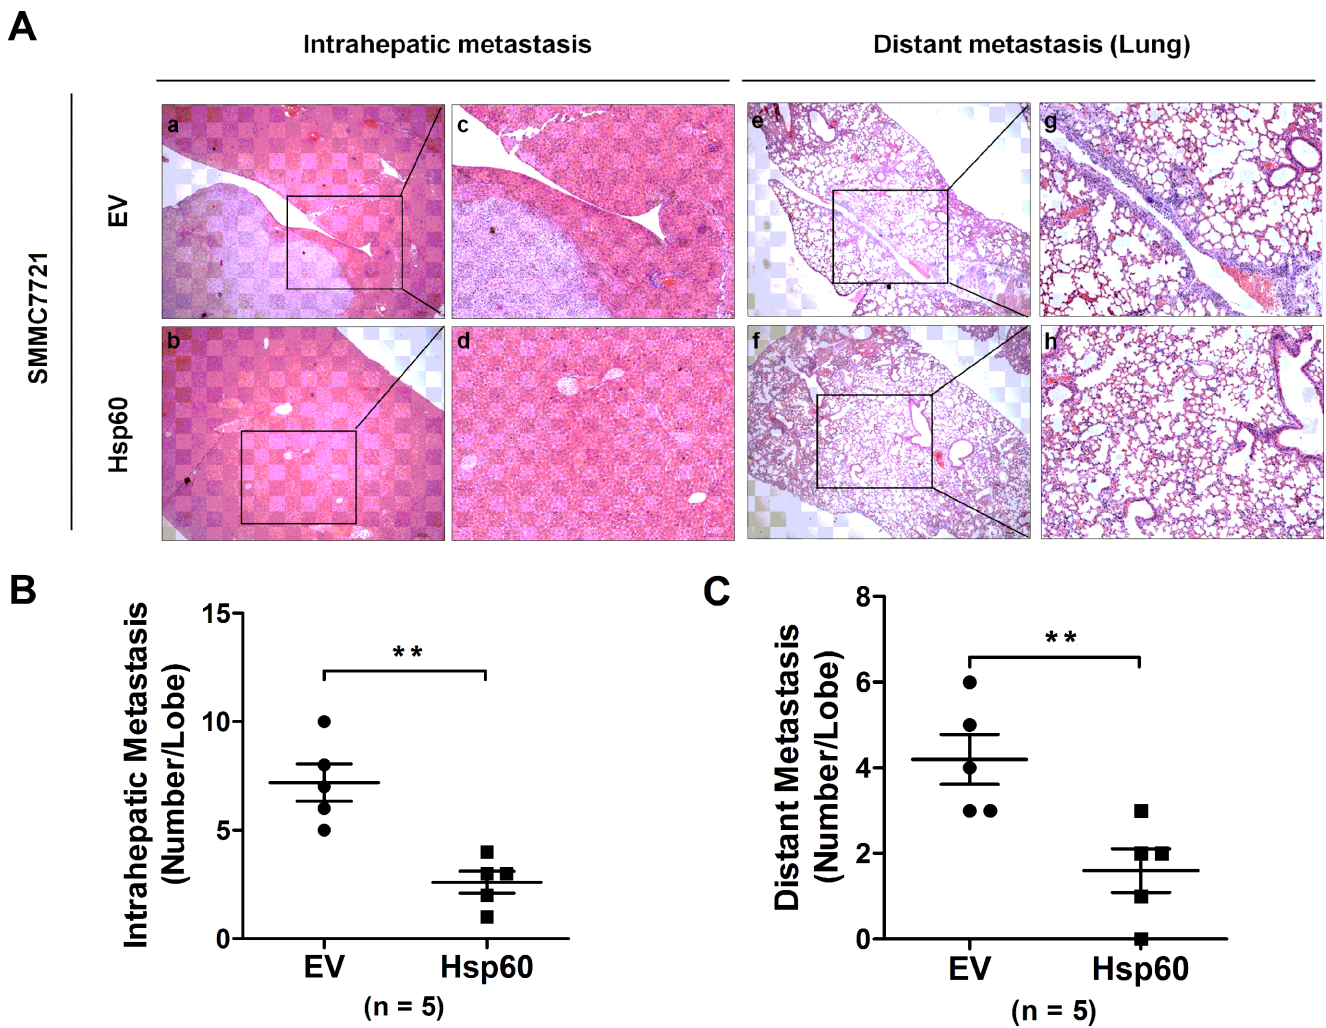 A
Intrahepatic metastasis
Distant metastasis (Lung)
SMMC7721
EV
Hsp60
a
c
e
g
b
d
f
h
B
Intrahepatic Metastasis
(Number/Lobe)
15
10
5
0
**
EV
Hsp60
(n = 5)
C
Distant Metastasis
(Number/Lobe)
8
6
4
2
0
**
EV
Hsp60
(n = 5)